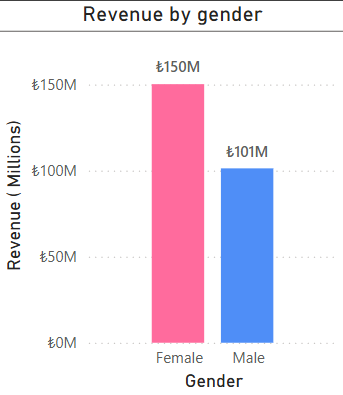 Revenue by gender
₺150M
₺150M
₺101M
₺100M
₺50M
₺0M
Revenue ( Millions)
Female Male
Gender